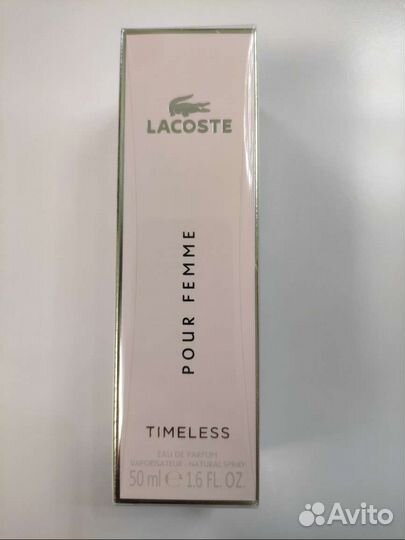 LACOSTE
POUR FEMME
TIMELESS
EAU DE PARFUM
VAPORISATEUR - NATURAL SPRAY
50 ml ℮ 1.6 FL. OZ.
Avito